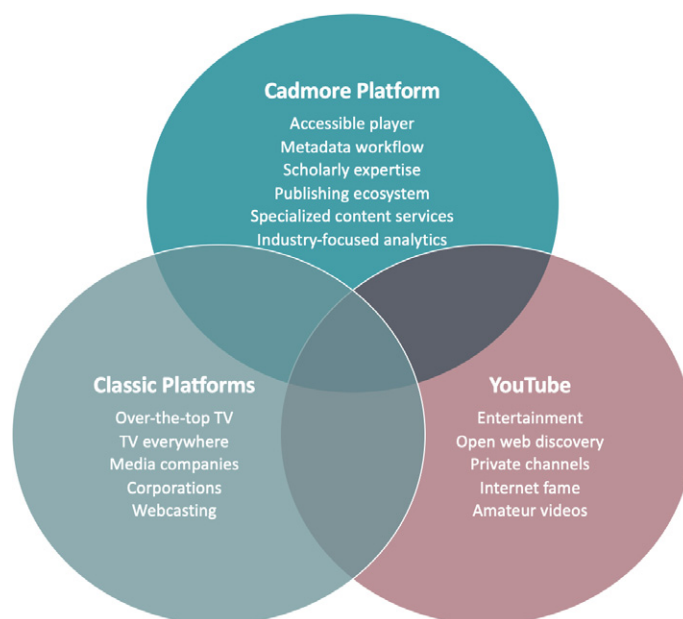 Cadmore Platform
Accessible player
Metadata workflow
Scholarly expertise
Publishing ecosystem
Specialized content services
Industry-focused analytics
Classic Platforms
Over-the-top TV
TV everywhere
Media companies
Corporations
Webcasting
YouTube
Entertainment
Open web discovery
Private channels
Internet fame
Amateur videos